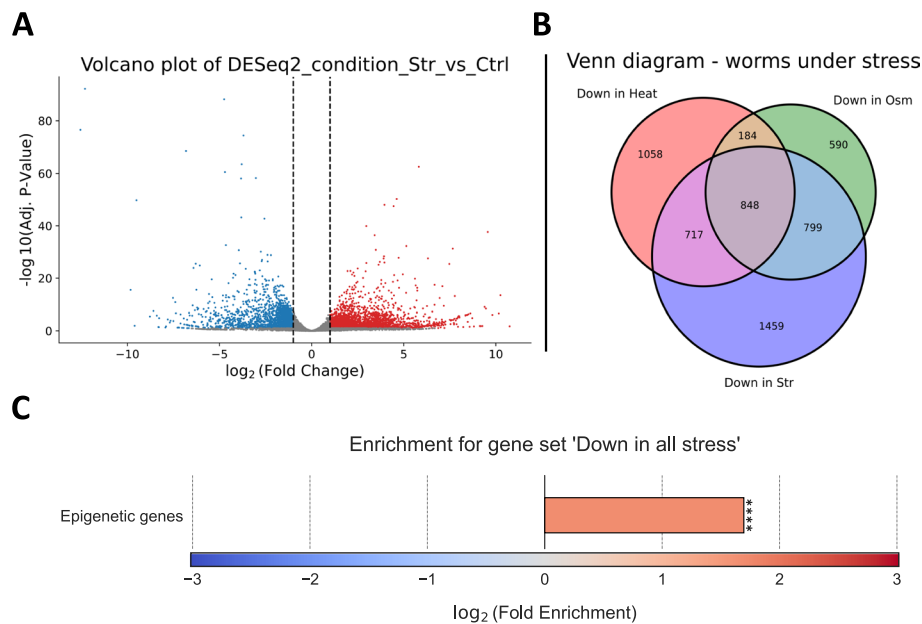 A
Volcano plot of DESeq2_condition_Str_vs_Ctrl
-log10(Adj. P-Value)
80
60
40
20
0
−10
−5
0
5
10
log₂(Fold Change)
B
Venn diagram - worms under stress
Down in Heat
Down in Osm
184
590
1058
848
717
799
1459
Down in Str
C
Enrichment for gene set 'Down in all stress'
Epigenetic genes
****
−3
−2
−1
0
1
2
3
log₂(Fold Enrichment)